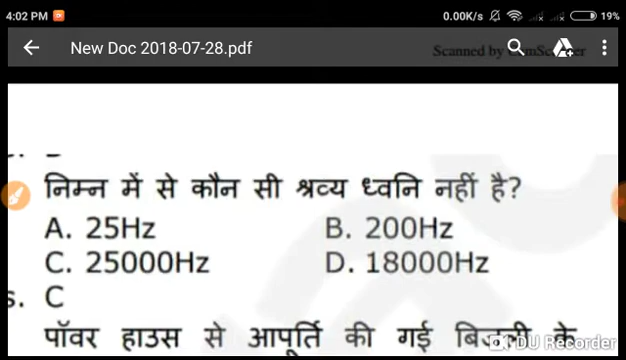 4:02 PM 0.00K/s 19%
New Doc 2018-07-28.pdf
Scanned by
निम्न में से कौन सी श्रव्य ध्वनि नहीं है?
A. 25Hz B. 200Hz
C. 25000Hz D. 18000Hz
s. C
पॉवर हाउस से आपूर्ति की गई बिजली के
DU Recorder